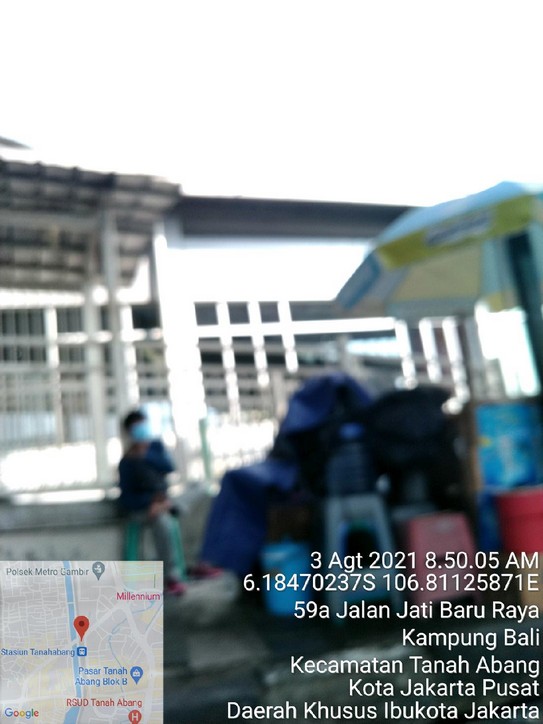 3 Agt 2021 8.50.05 AM
6.18470237S 106.81125871E
59a Jalan Jati Baru Raya
Kampung Bali
Kecamatan Tanah Abang
Kota Jakarta Pusat
Daerah Khusus Ibukota Jakarta
Polsek Metro Gambir
Millennium
Stasiun Tanahabang
Pasar Tanah
Abang Blok B
RSUD Tanah Abang
Google